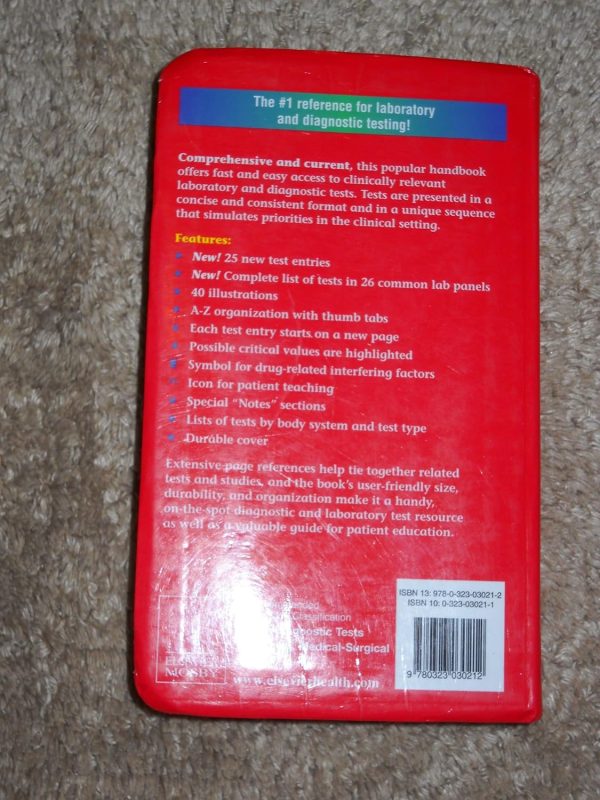 The #1 reference for laboratory
and diagnostic testing!
Comprehensive and current, this popular handbook
offers fast and easy access to clinically relevant
laboratory and diagnostic tests. Tests are presented in a
concise and consistent format and in a unique sequence
that simulates priorities in the clinical setting.
Features:
New! 25 new test entries
New! Complete list of tests in 26 common lab panels
40 illustrations
A-Z organization with thumb tabs
Each test entry starts on a new page
Possible critical values are highlighted
Symbol for drug-related interfering factors
Icon for patient teaching
Special "Notes" sections
Lists of tests by body system and test type
Durable cover
Extensive page references help tie together related
tests and studies, and the book's user-friendly size,
durability, and organization make it a handy,
on-the-spot diagnostic and laboratory test resource
as well as a valuable guide for patient education.
ISBN 13: 978-0-323-03021-2
ISBN 10: 0-323-03021-1
Classification
Tests
Medical-Surgical
ELSEVIER
MOSBY
www.elsevierhealth.com
9 780323 030212